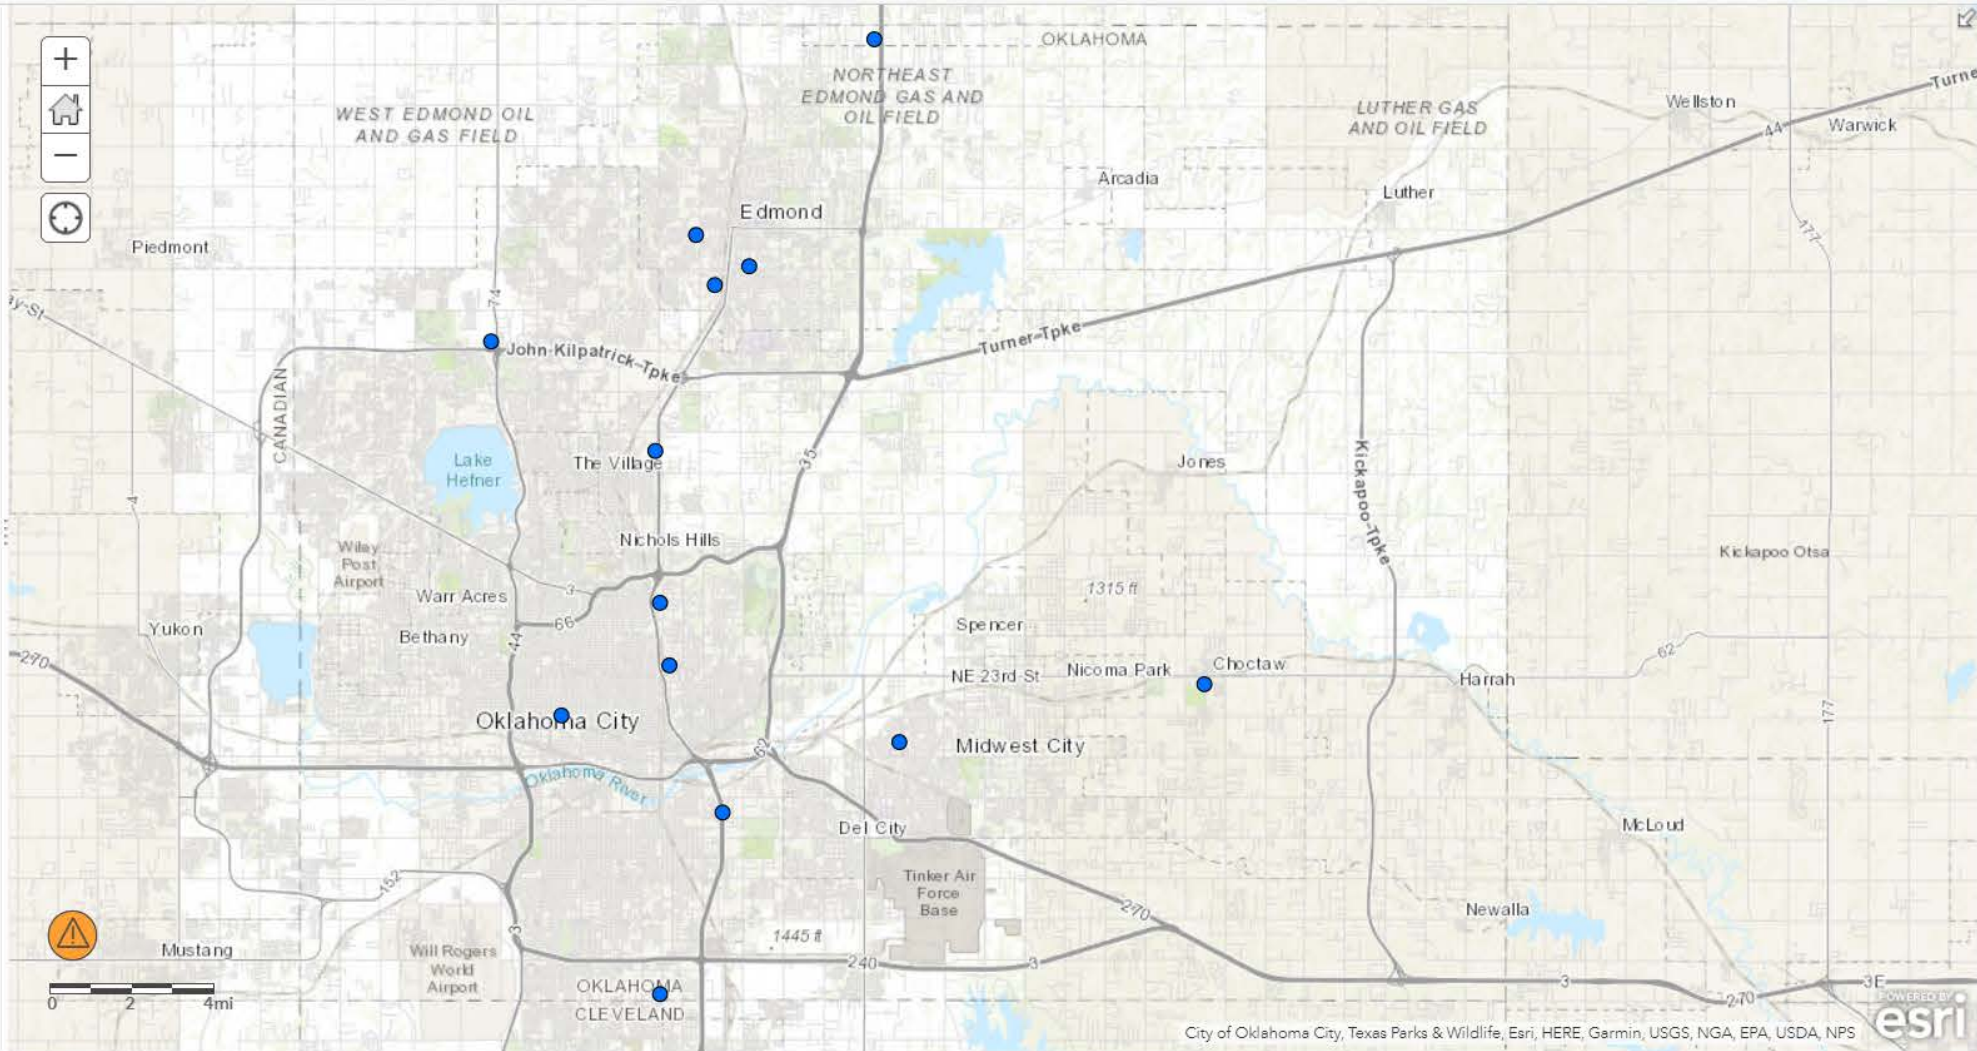 OKLAHOMA
NORTHEAST
EDMOND GAS AND
OIL FIELD
WEST EDMOND OIL
AND GAS FIELD
LUTHER GAS
AND OIL FIELD
Wellston
Turne
44
Warwick
Arcadia
Luther
Edmond
Piedmont
177
74
ay-St
John Kilpatrick-Tpke
Turner-Tpke
CANADIAN
Lake
Hefner
The Village
35
Jones
Kickapoo-Tpke
4
Nichols Hills
Wiley
Post
Airport
Kickapoo Otsa
Warr Acres
3
1315 ft
Yukon
Bethany
44
66
Spencer
62
270
NE 23rd St
Nicoma Park
Choctaw
Harrah
Oklahoma City
177
62
Midwest City
Oklahoma River
Del City
McLoud
152
Tinker Air
Force
Base
270
Newalla
3
1445 ft
Mustang
Will Rogers
World
Airport
240
3
OKLAHOMA
CLEVELAND
3
270
3E
0 2 4mi
POWERED BY
esri
City of Oklahoma City, Texas Parks & Wildlife, Esri, HERE, Garmin, USGS, NGA, EPA, USDA, NPS